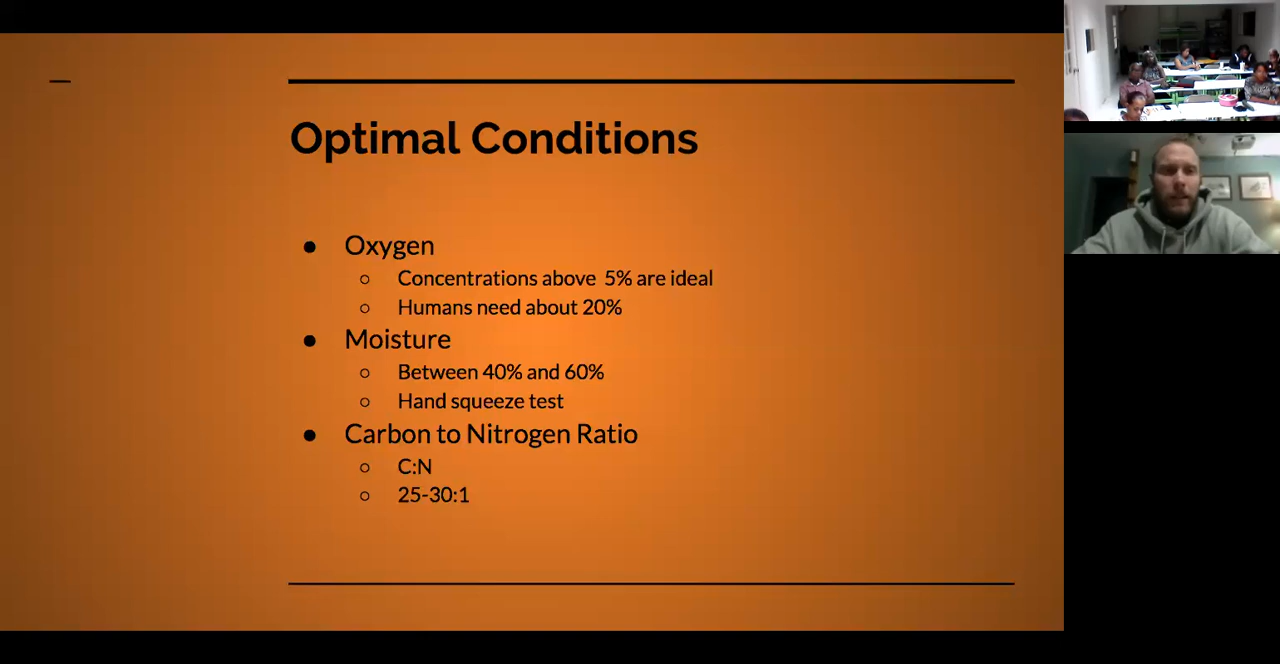 Optimal Conditions
● Oxygen
○ Concentrations above 5% are ideal
○ Humans need about 20%
● Moisture
○ Between 40% and 60%
○ Hand squeeze test
● Carbon to Nitrogen Ratio
○ C:N
○ 25-30:1